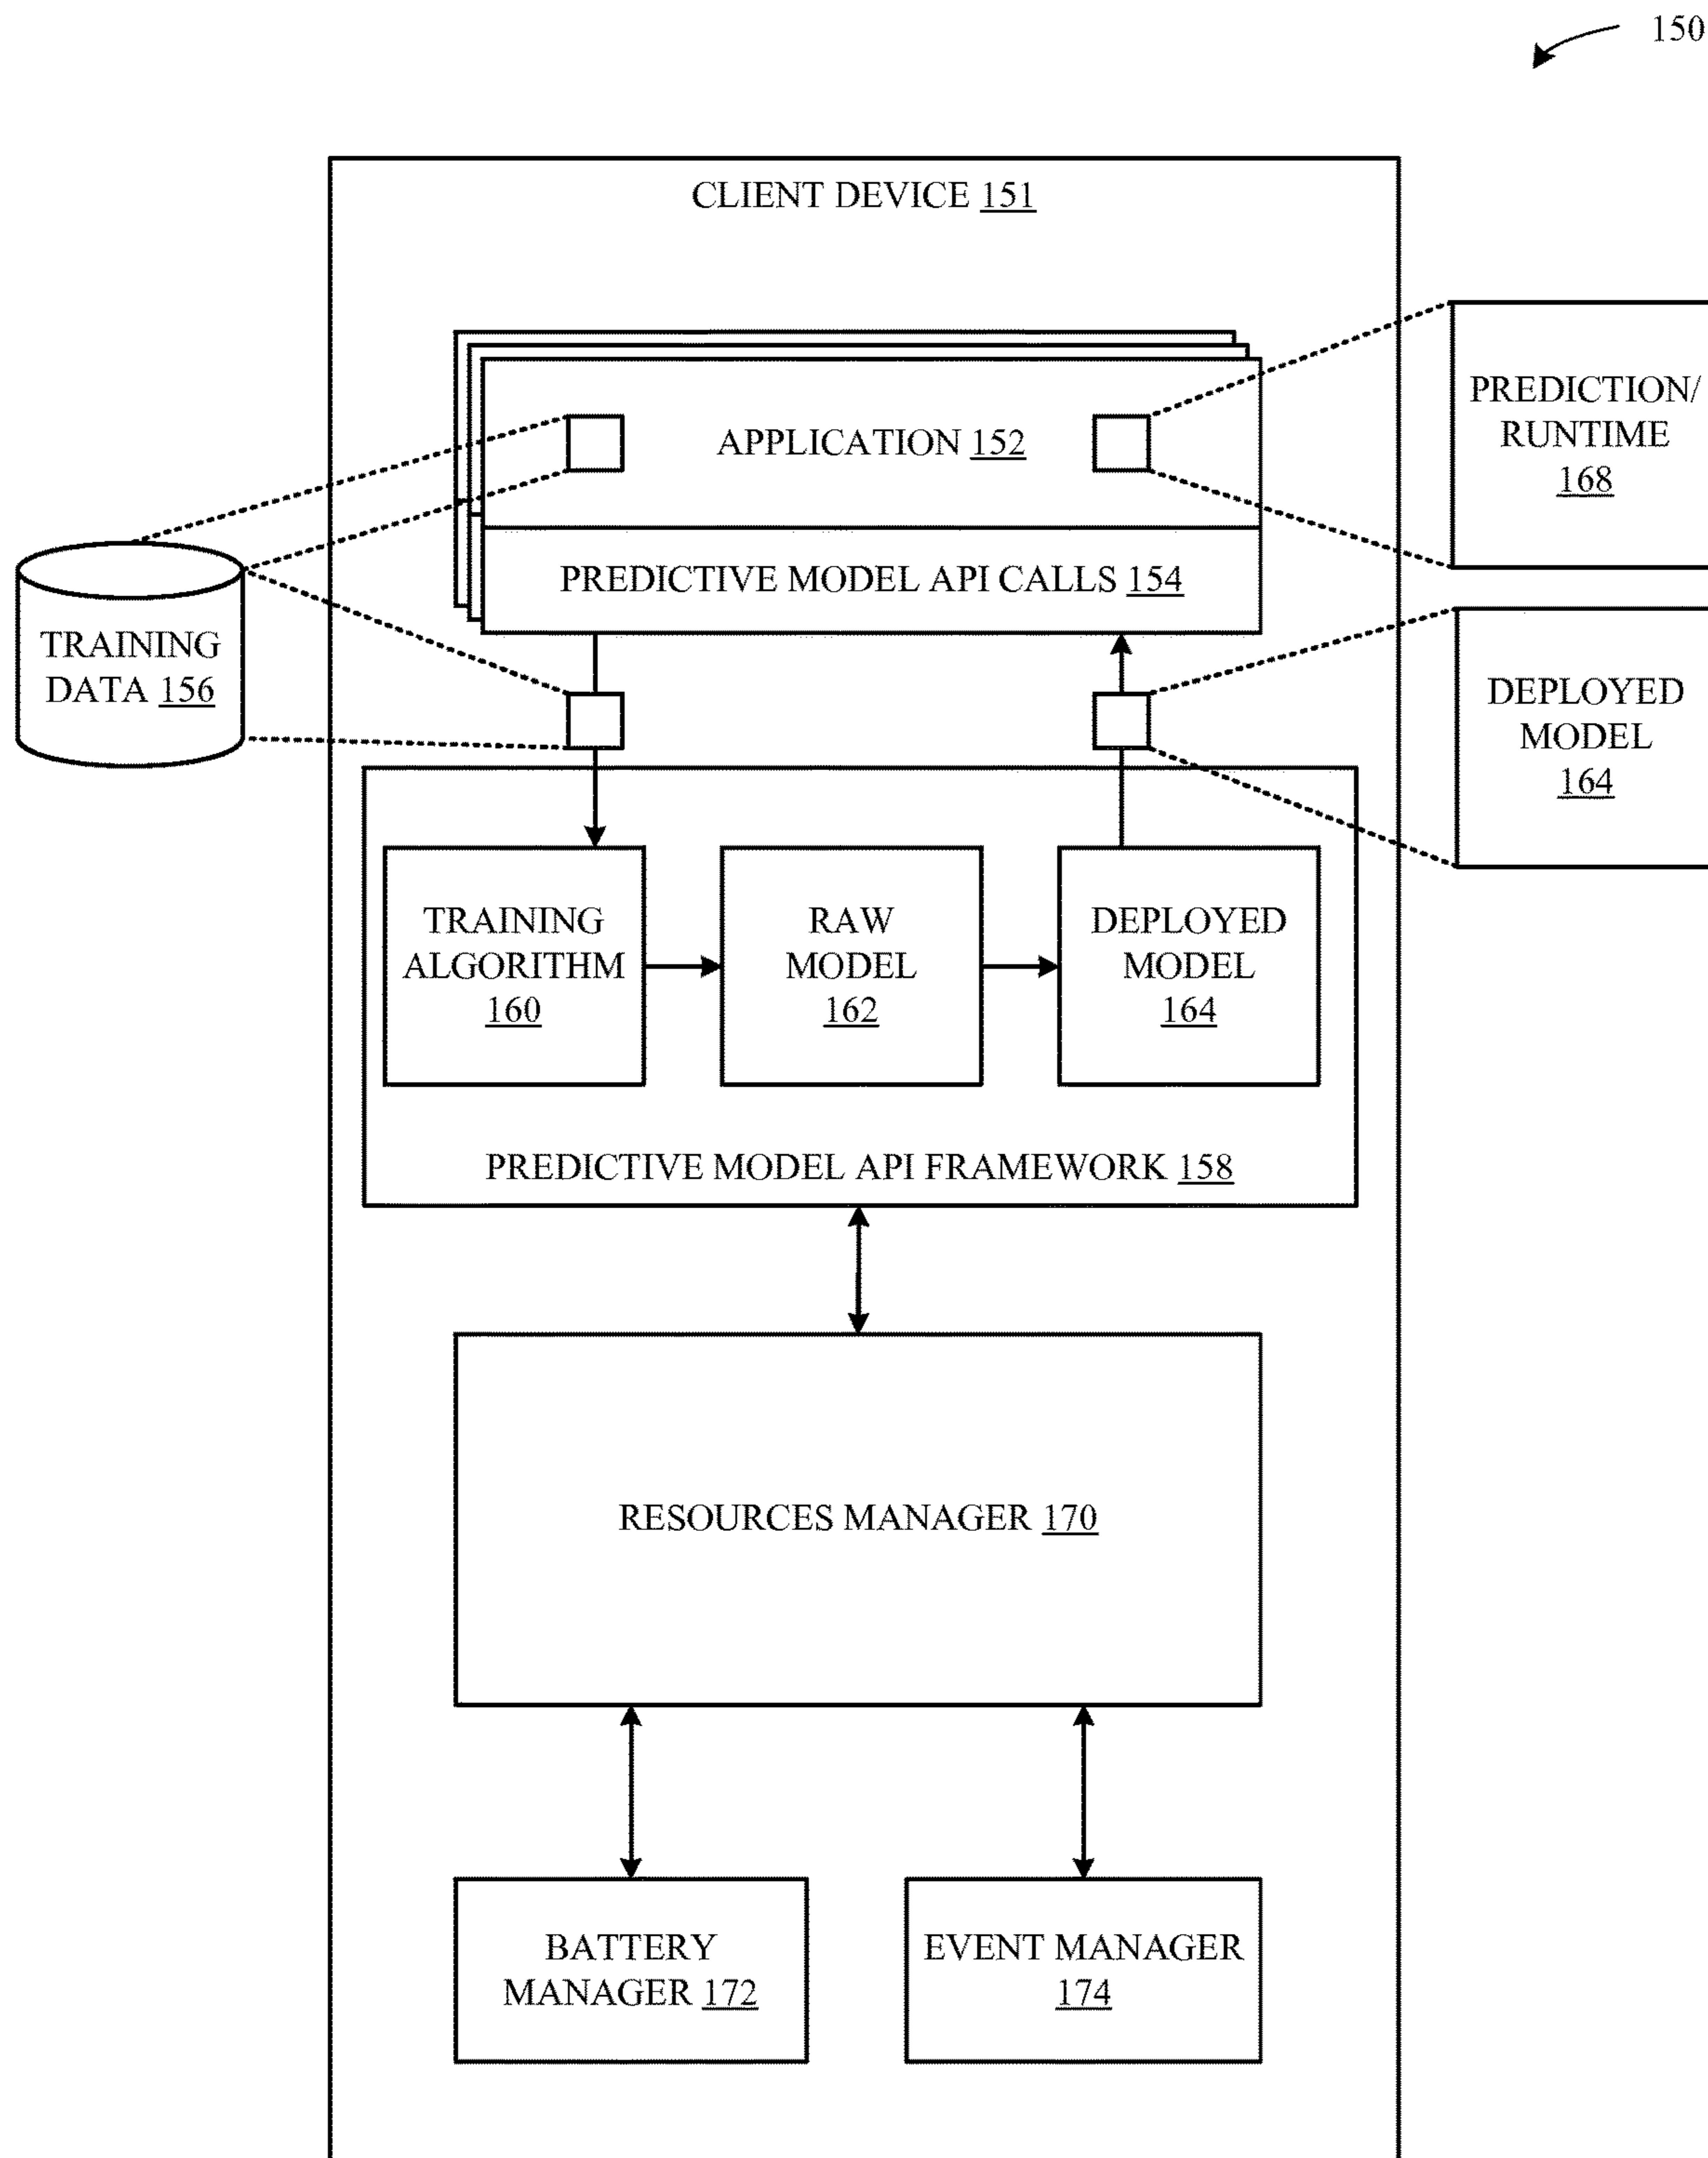 150
CLIENT DEVICE 151
APPLICATION 152
PREDICTION/
RUNTIME
168
PREDICTIVE MODEL API CALLS 154
TRAINING
DATA 156
DEPLOYED
MODEL
164
TRAINING
ALGORITHM
160
RAW
MODEL
162
DEPLOYED
MODEL
164
PREDICTIVE MODEL API FRAMEWORK 158
RESOURCES MANAGER 170
BATTERY
MANAGER 172
EVENT MANAGER
174